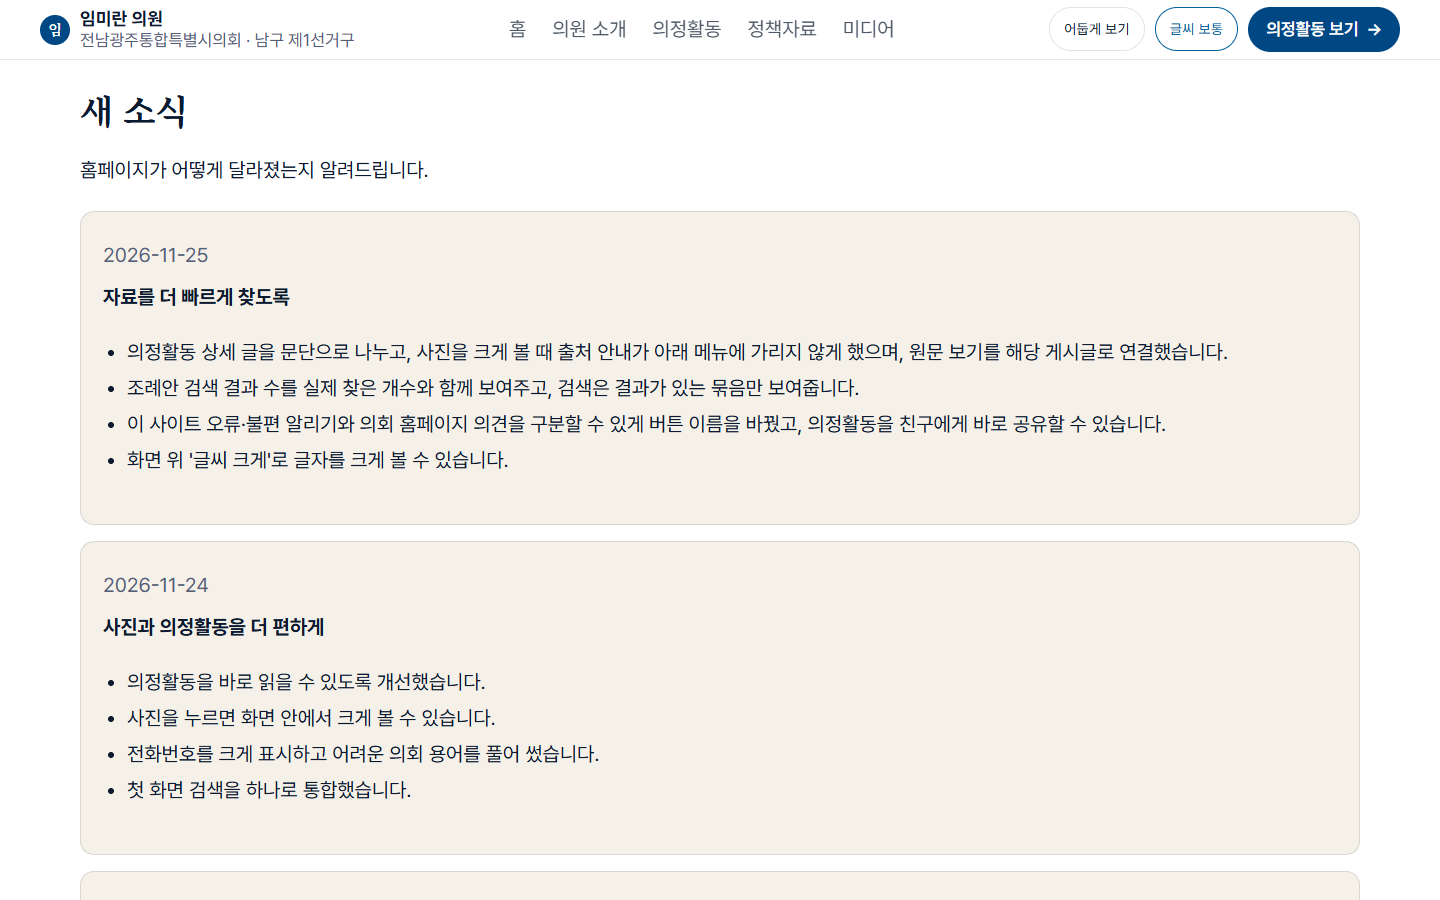 임
임미란 의원
전남광주통합특별시의회 · 남구 제1선거구
홈
의원 소개
의정활동
정책자료
미디어
어둡게 보기
글씨 보통
의정활동 보기 →
새 소식
홈페이지가 어떻게 달라졌는지 알려드립니다.
2026-11-25
자료를 더 빠르게 찾도록
• 의정활동 상세 글을 문단으로 나누고, 사진을 크게 볼 때 출처 안내가 아래 메뉴에 가리지 않게 했으며, 원문 보기를 해당 게시글로 연결했습니다.
• 조례안 검색 결과 수를 실제 찾은 개수와 함께 보여주고, 검색은 결과가 있는 묶음만 보여줍니다.
• 이 사이트 오류·불편 알리기와 의회 홈페이지 의견을 구분할 수 있게 버튼 이름을 바꿨고, 의정활동을 친구에게 바로 공유할 수 있습니다.
• 화면 위 '글씨 크게'로 글자를 크게 볼 수 있습니다.
2026-11-24
사진과 의정활동을 더 편하게
• 의정활동을 바로 읽을 수 있도록 개선했습니다.
• 사진을 누르면 화면 안에서 크게 볼 수 있습니다.
• 전화번호를 크게 표시하고 어려운 의회 용어를 풀어 썼습니다.
• 첫 화면 검색을 하나로 통합했습니다.